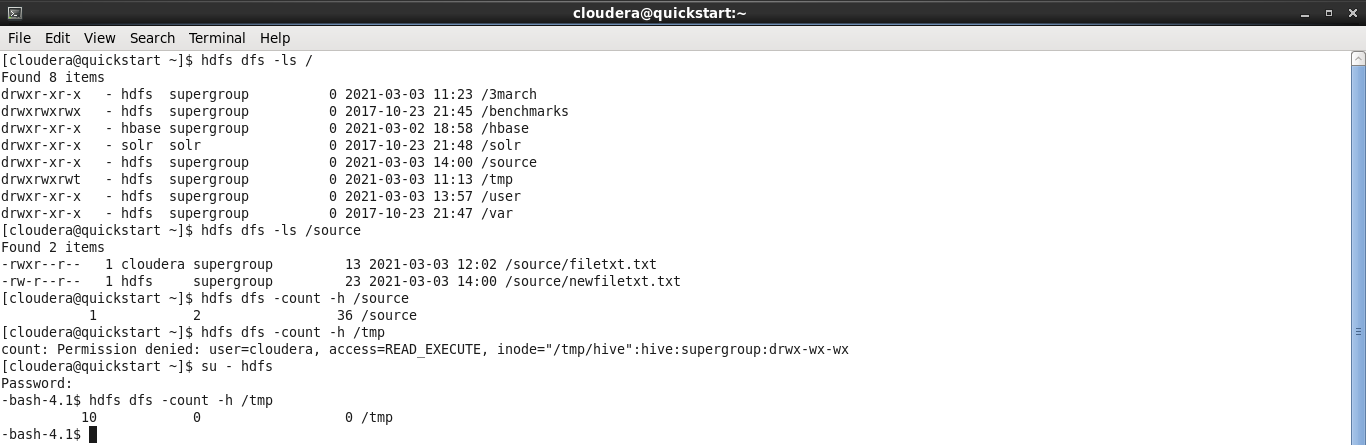 cloudera@quickstart:~
File Edit View Search Terminal Help
[cloudera@quickstart ~]$ hdfs dfs -ls /
Found 8 items
drwxr-xr-x   - hdfs  supergroup          0 2021-03-03 11:23 /3march
drwxrwxrwx   - hdfs  supergroup          0 2017-10-23 21:45 /benchmarks
drwxr-xr-x   - hbase supergroup          0 2021-03-02 18:58 /hbase
drwxr-xr-x   - solr  solr                0 2017-10-23 21:48 /solr
drwxr-xr-x   - hdfs  supergroup          0 2021-03-03 14:00 /source
drwxrwxrwt   - hdfs  supergroup          0 2021-03-03 11:13 /tmp
drwxr-xr-x   - hdfs  supergroup          0 2021-03-03 13:57 /user
drwxr-xr-x   - hdfs  supergroup          0 2017-10-23 21:47 /var
[cloudera@quickstart ~]$ hdfs dfs -ls /source
Found 2 items
-rwxr--r--   1 cloudera supergroup         13 2021-03-03 12:02 /source/filetxt.txt
-rw-r--r--   1 hdfs     supergroup         23 2021-03-03 14:00 /source/newfiletxt.txt
[cloudera@quickstart ~]$ hdfs dfs -count -h /source
           1            2                 36 /source
[cloudera@quickstart ~]$ hdfs dfs -count -h /tmp
count: Permission denied: user=cloudera, access=READ_EXECUTE, inode="/tmp/hive":hive:supergroup:drwx-wx-wx
[cloudera@quickstart ~]$ su - hdfs
Password:
-bash-4.1$ hdfs dfs -count -h /tmp
          10            0                  0 /tmp
-bash-4.1$